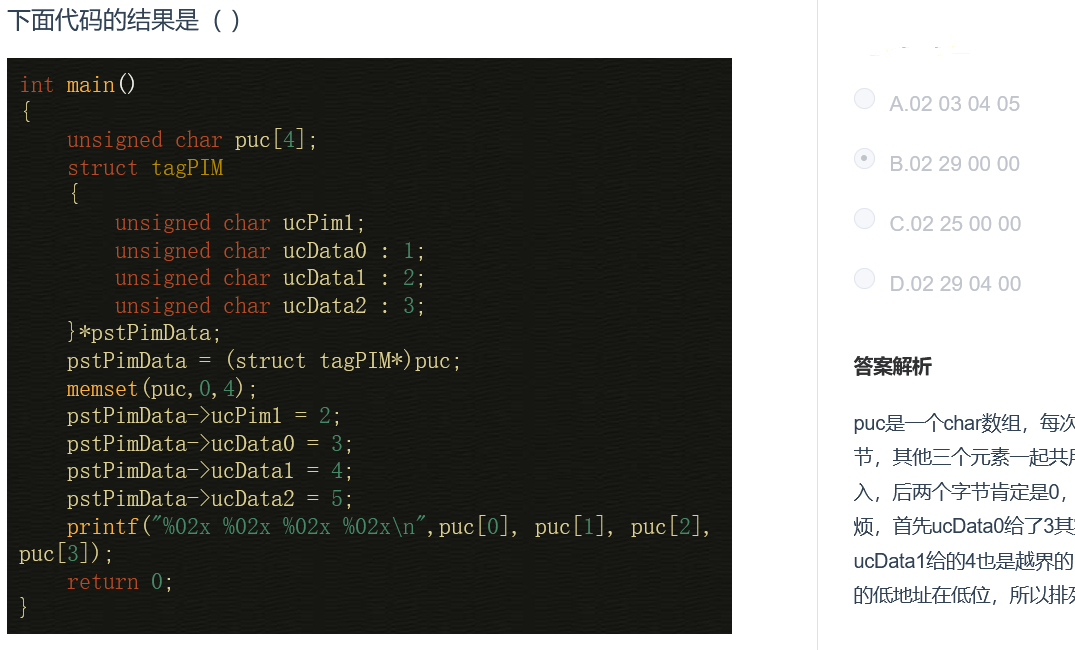 下面代码的结果是（ ）
int main()
{
    unsigned char puc[4];
    struct tagPIM
    {
        unsigned char ucPim1;
        unsigned char ucData0 : 1;
        unsigned char ucData1 : 2;
        unsigned char ucData2 : 3;
    }*pstPimData;
    pstPimData = (struct tagPIM*)puc;
    memset(puc,0,4);
    pstPimData->ucPim1 = 2;
    pstPimData->ucData0 = 3;
    pstPimData->ucData1 = 4;
    pstPimData->ucData2 = 5;
    printf("%02x %02x %02x %02x\n",puc[0], puc[1], puc[2],
puc[3]);
    return 0;
}
A.02 03 04 05
B.02 29 00 00
C.02 25 00 00
D.02 29 04 00
答案解析
puc是一个char数组，每次
节，其他三个元素一起共
入，后两个字节肯定是0，
烦，首先ucData0给了3其
ucData1给的4也是越界的
的低地址在低位，所以排